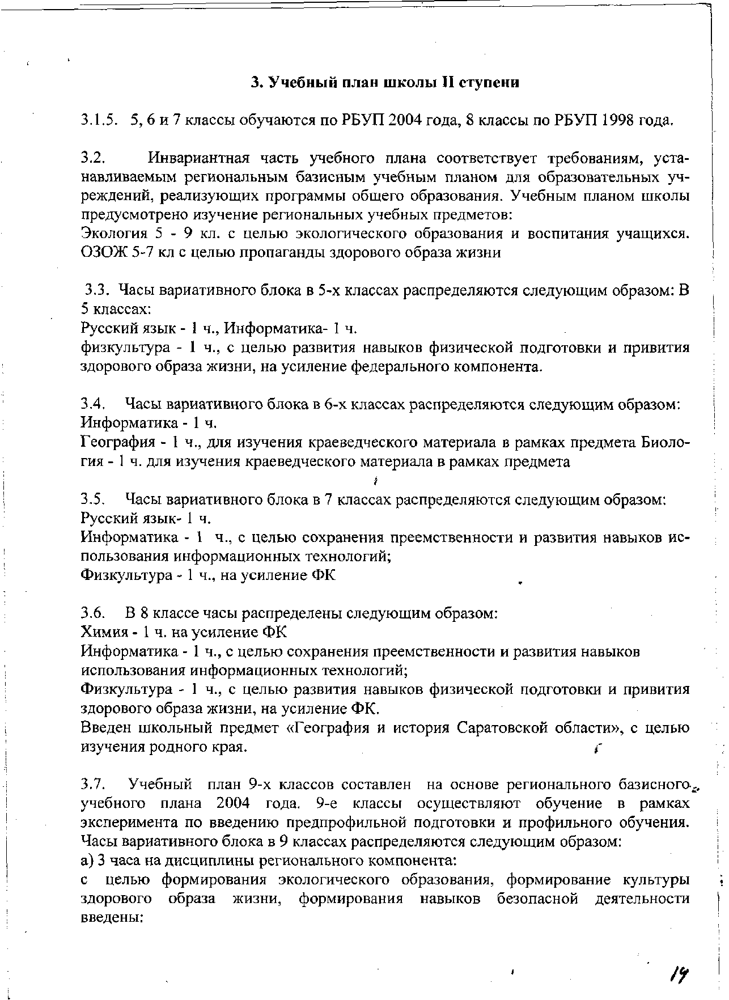 3. Учебный план школы II ступени
3.1.5. 5, 6 и 7 классы обучаются по РБУП 2004 года, 8 классы по РБУП 1998 года.
3.2. Инвариантная часть учебного плана соответствует требованиям, уста-
навливаемым региональным базисным учебным планом для образовательных уч-
реждений, реализующих программы общего образования. Учебным планом школы
предусмотрено изучение региональных учебных предметов:
Экология 5 - 9 кл. с целью экологического образования и воспитания учащихся.
ОЗОЖ 5-7 кл с целью пропаганды здорового образа жизни
3.3. Часы вариативного блока в 5-х классах распределяются следующим образом: В
5 классах:
Русский язык - 1 ч., Информатика- 1 ч.
физкультура - 1 ч., с целью развития навыков физической подготовки и привития
здорового образа жизни, на усиление федерального компонента.
3.4. Часы вариативного блока в 6-х классах распределяются следующим образом:
Информатика - 1 ч.
География - 1 ч., для изучения краеведческого материала в рамках предмета Биоло-
гия - 1 ч. для изучения краеведческого материала в рамках предмета
3.5. Часы вариативного блока в 7 классах распределяются следующим образом:
Русский язык- 1 ч.
Информатика - 1 ч., с целью сохранения преемственности и развития навыков ис-
пользования информационных технологий;
Физкультура - 1 ч., на усиление ФК
3.6. В 8 классе часы распределены следующим образом:
Химия - 1 ч. на усиление ФК
Информатика - 1 ч., с целью сохранения преемственности и развития навыков
использования информационных технологий;
Физкультура - 1 ч., с целью развития навыков физической подготовки и привития
здорового образа жизни, на усиление ФК.
Введен школьный предмет «География и история Саратовской области», с целью
изучения родного края.
3.7. Учебный план 9-х классов составлен на основе регионального базисного
учебного плана 2004 года. 9-е классы осуществляют обучение в рамках
эксперимента по введению предпрофильной подготовки и профильного обучения.
Часы вариативного блока в 9 классах распределяются следующим образом:
а) 3 часа на дисциплины регионального компонента:
с целью формирования экологического образования, формирование культуры
здорового образа жизни, формирования навыков безопасной деятельности
введены: